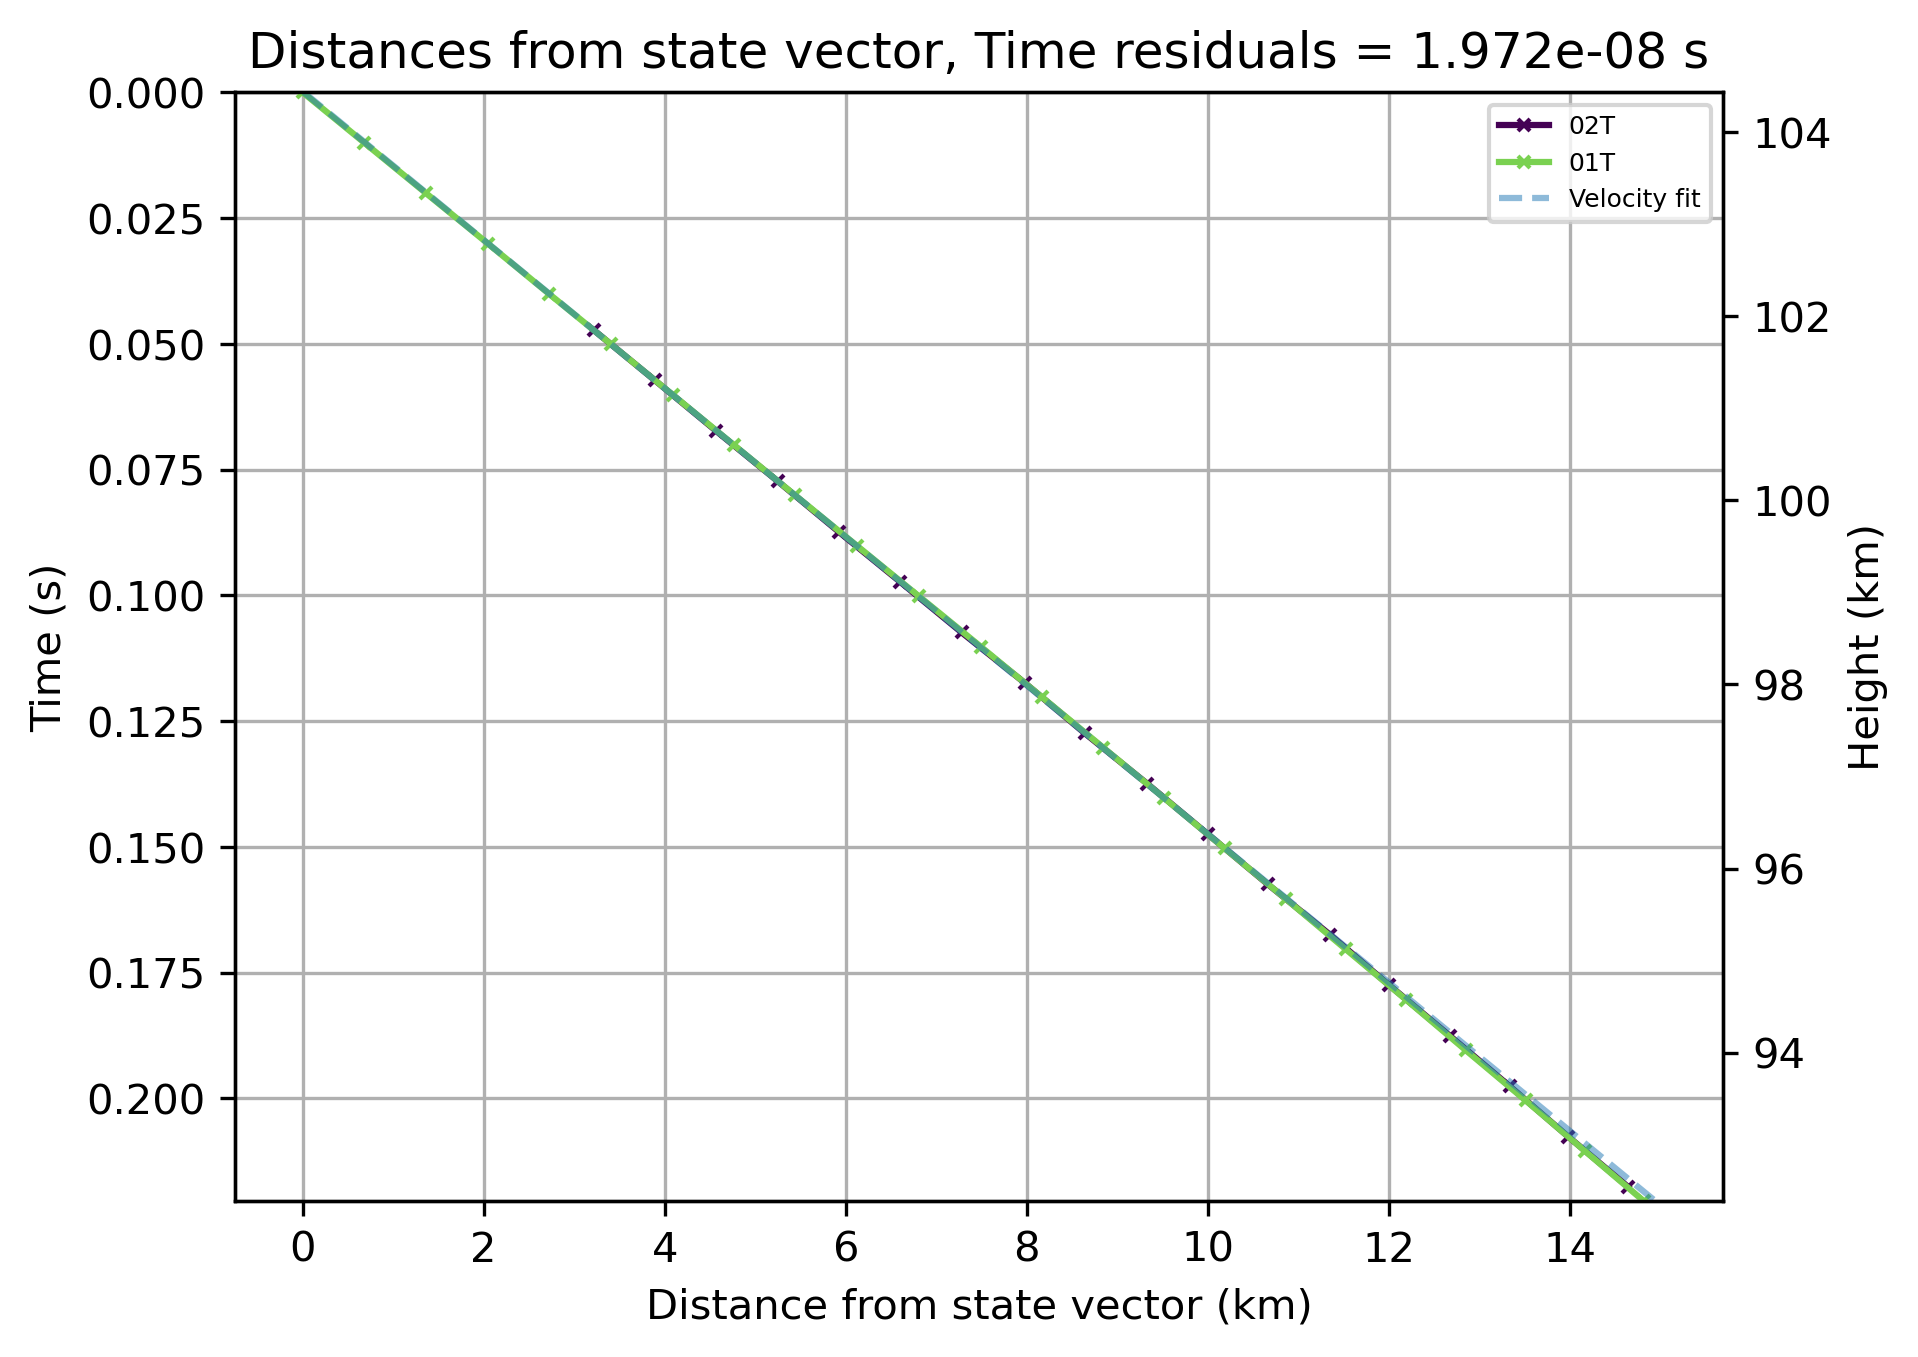 Distances from state vector, Time residuals = 1.972e-08 s
02T
01T
Velocity fit
Time (s)
0.000
0.025
0.050
0.075
0.100
0.125
0.150
0.175
0.200
104
102
100
98
96
94
Height (km)
0 2 4 6 8 10 12 14
Distance from state vector (km)